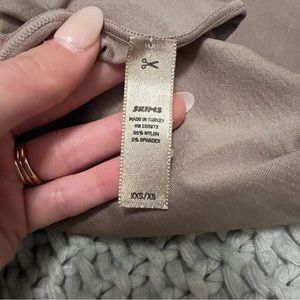 SKIMS
MADE IN TURKEY
95% NYLON
5% SPANDEX
XXS/XS